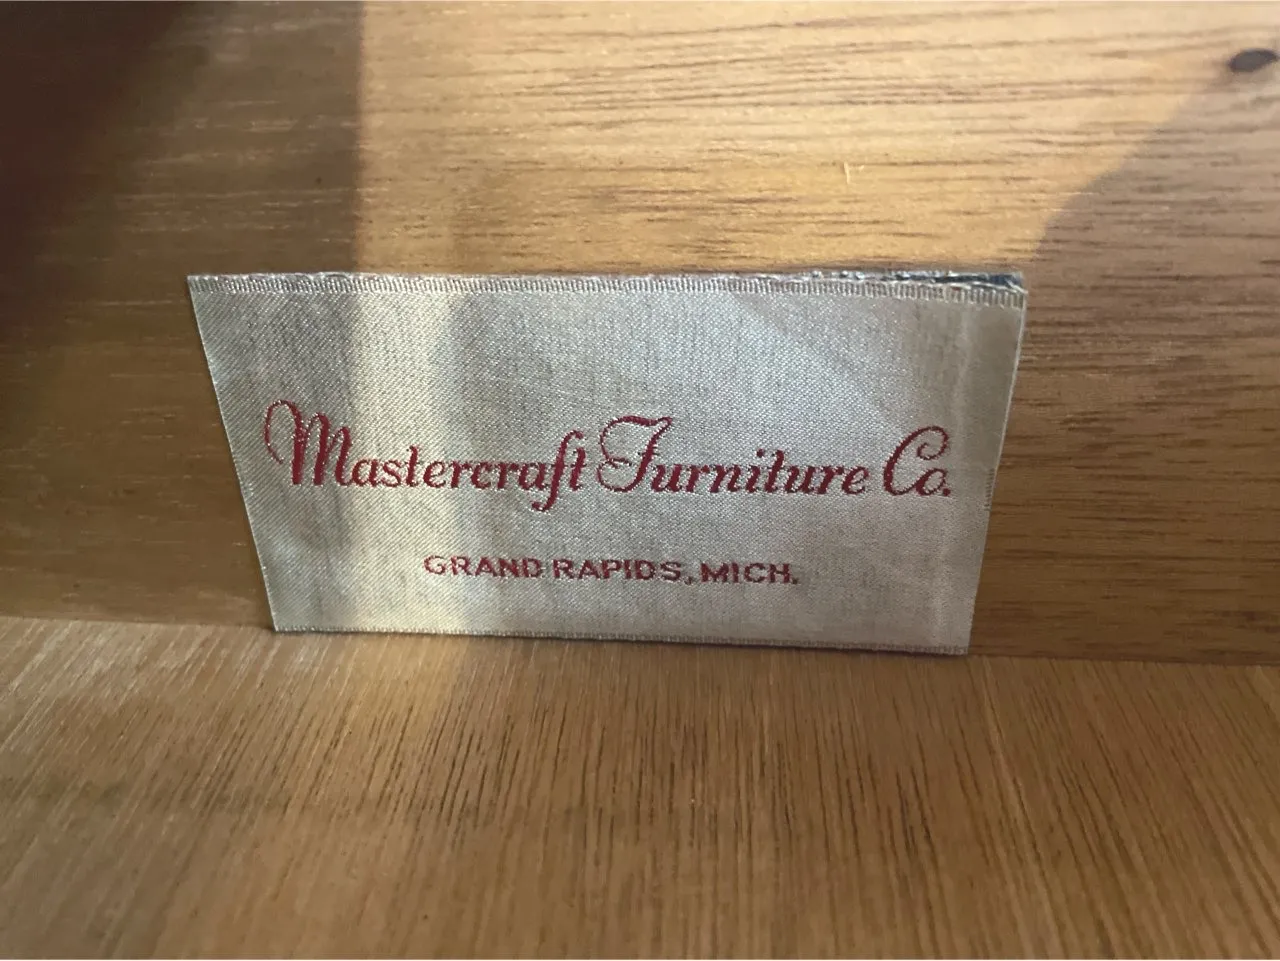 Mastercraft Furniture Co.
GRAND RAPIDS, MICH.